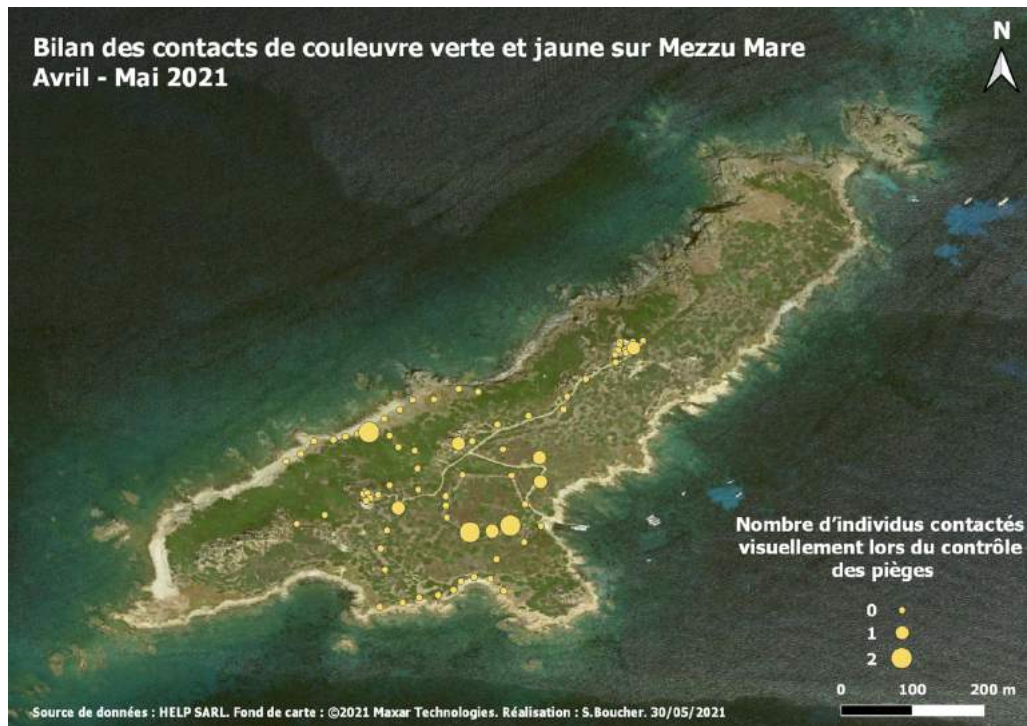 Bilan des contacts de couleuvre verte et jaune sur Mezzu Mare
Avril - Mai 2021
N
Nombre d'individus contactés
visuellement lors du contrôle
des pièges
0
1
2
0 100 200 m
Source de données : HELP SARL. Fond de carte : ©2021 Maxar Technologies. Réalisation : S.Boucher. 30/05/2021